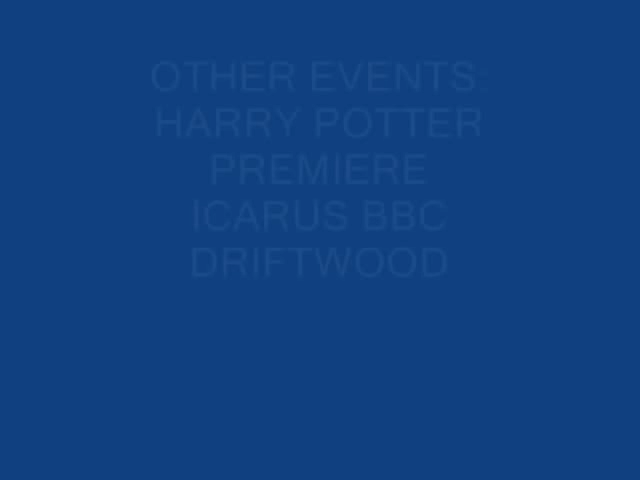 OTHER EVENTS:
HARRY POTTER
PREMIERE
ICARUS BBC
DRIFTWOOD